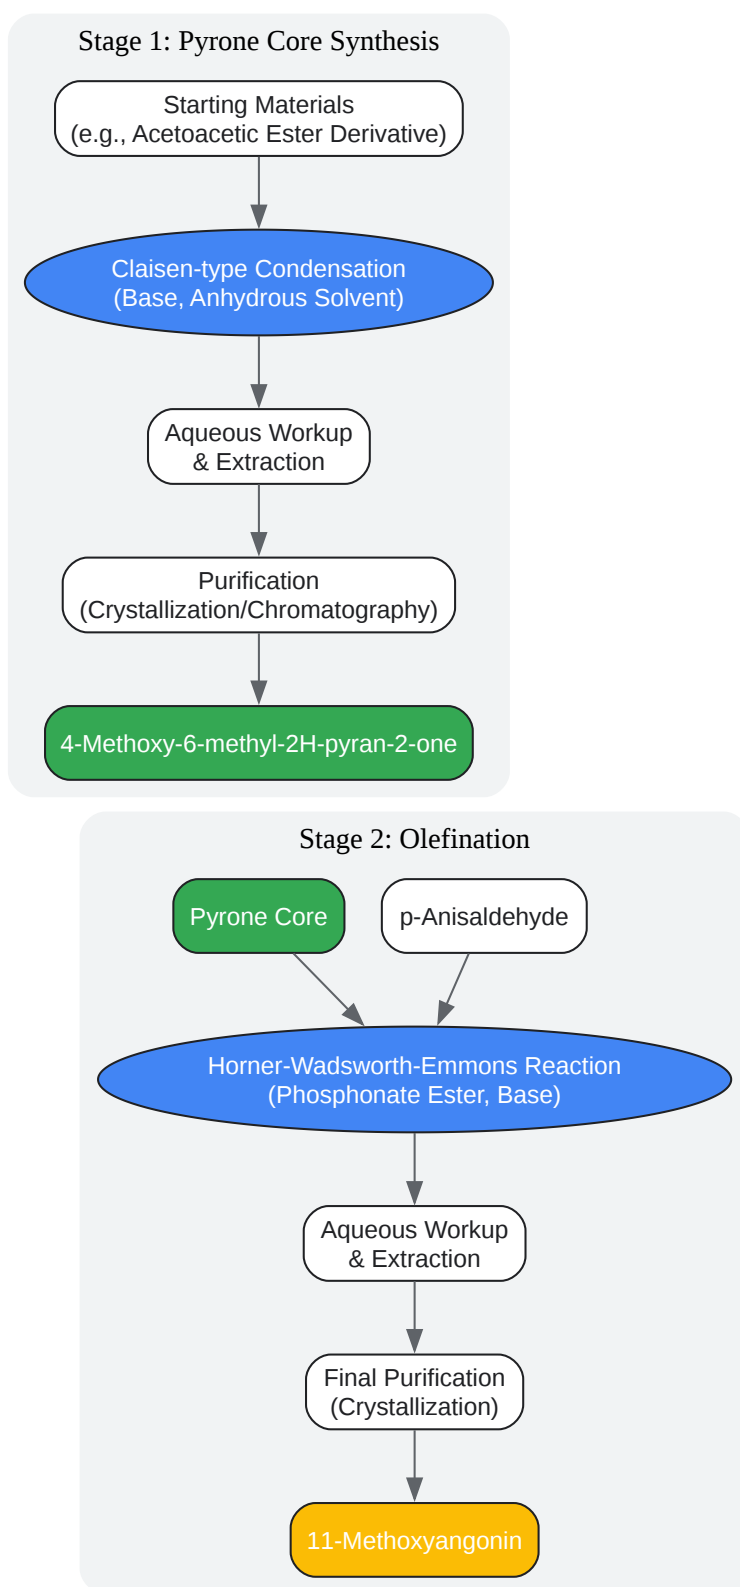 Stage 1: Pyrone Core Synthesis
Starting Materials
(e.g., Acetoacetic Ester Derivative)
Claisen-type Condensation
(Base, Anhydrous Solvent)
Aqueous Workup
& Extraction
Purification
(Crystallization/Chromatography)
4-Methoxy-6-methyl-2H-pyran-2-one
Stage 2: Olefination
Pyrone Core
p-Anisaldehyde
Horner-Wadsworth-Emmons Reaction
(Phosphonate Ester, Base)
Aqueous Workup
& Extraction
Final Purification
(Crystallization)
11-Methoxyangonin